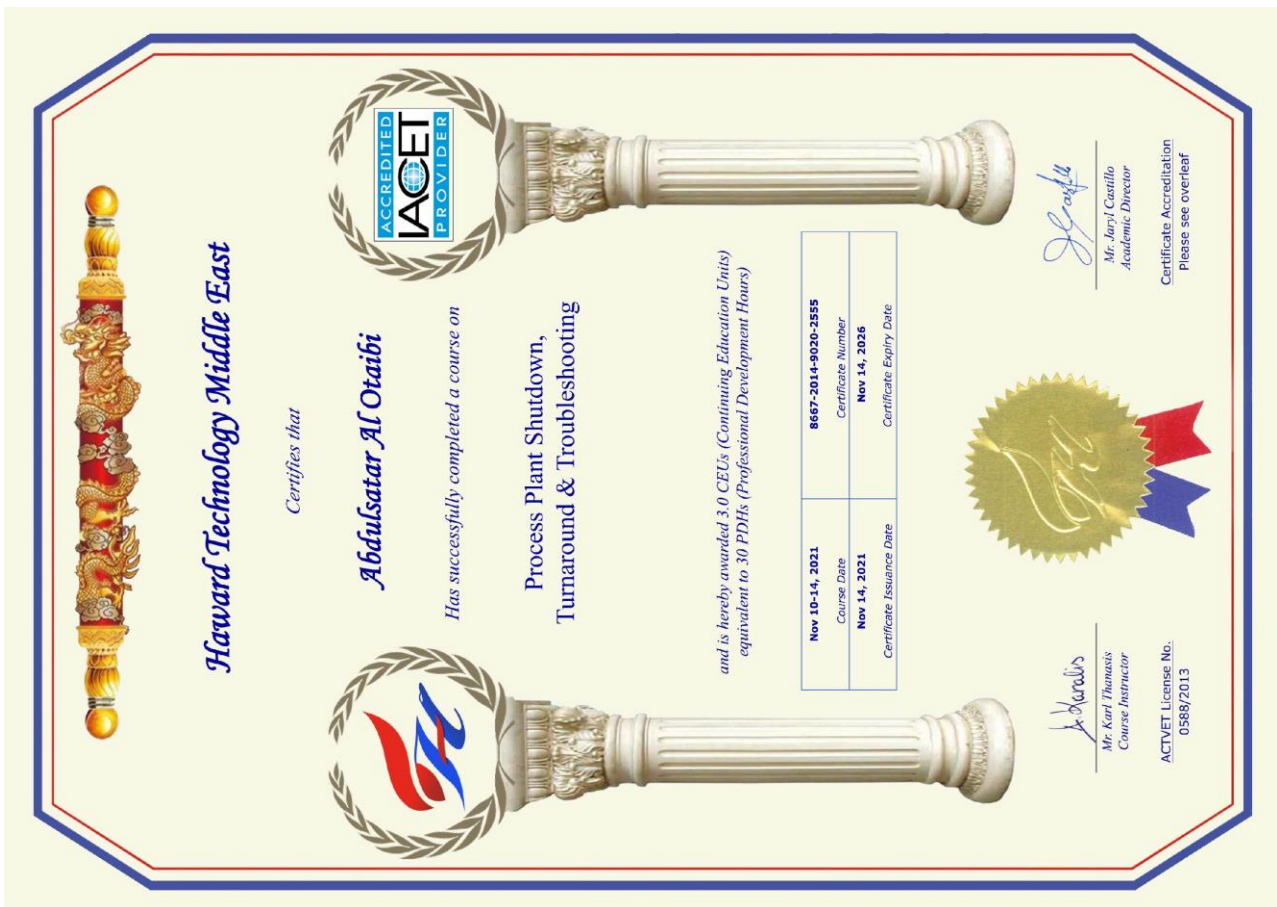 Haward Technology Middle East
Certifies that
ACCREDITED
IACET
PROVIDER
Abdulsatar Al Otaibi
Has successfully completed a course on
Process Plant Shutdown,
Turnaround & Troubleshooting
and is hereby awarded 3.0 CEUs (Continuing Education Units)
equivalent to 30 PDHs (Professional Development Hours)
Nov 10-14, 2021 8667-2014-9020-2555
Course Date Certificate Number
Nov 14, 2021 Nov 14, 2026
Certificate Issuance Date Certificate Expiry Date
Mr. Karl Thanasis
Course Instructor
ACTVET License No.
0588/2013
Mr. Jaryl Castillo
Academic Director
Certificate Accreditation
Please see overleaf